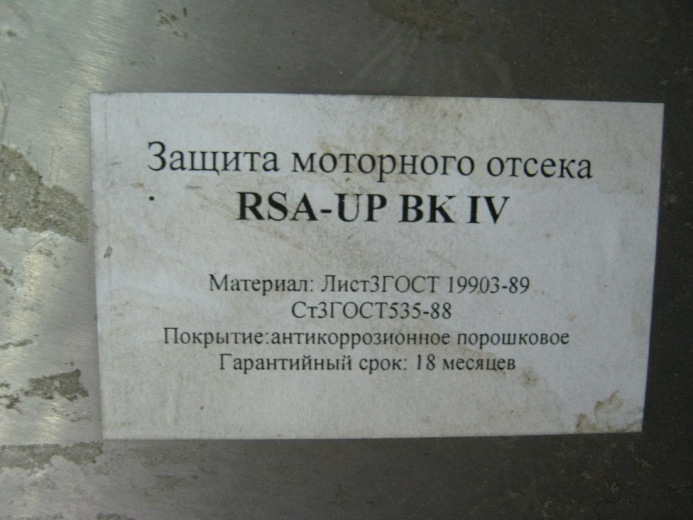 Защита моторного отсека
RSA-UP BK IV
Материал: Лист3ГОСТ 19903-89
Ст3ГОСТ535-88
Покрытие:антикоррозионное порошковое
Гарантийный срок: 18 месяцев